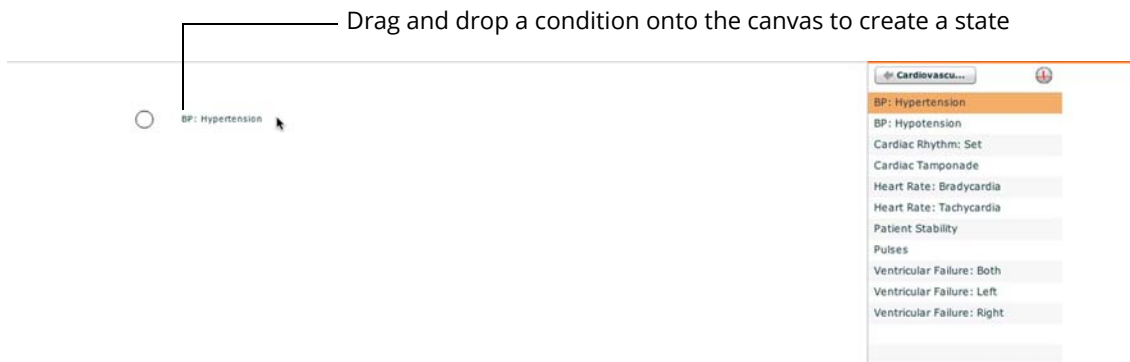 Drag and drop a condition onto the canvas to create a state
Cardiovascu...
BP: Hypertension
BP: Hypertension
BP: Hypotension
Cardiac Rhythm: Set
Cardiac Tamponade
Heart Rate: Bradycardia
Heart Rate: Tachycardia
Patient Stability
Pulses
Ventricular Failure: Both
Ventricular Failure: Left
Ventricular Failure: Right